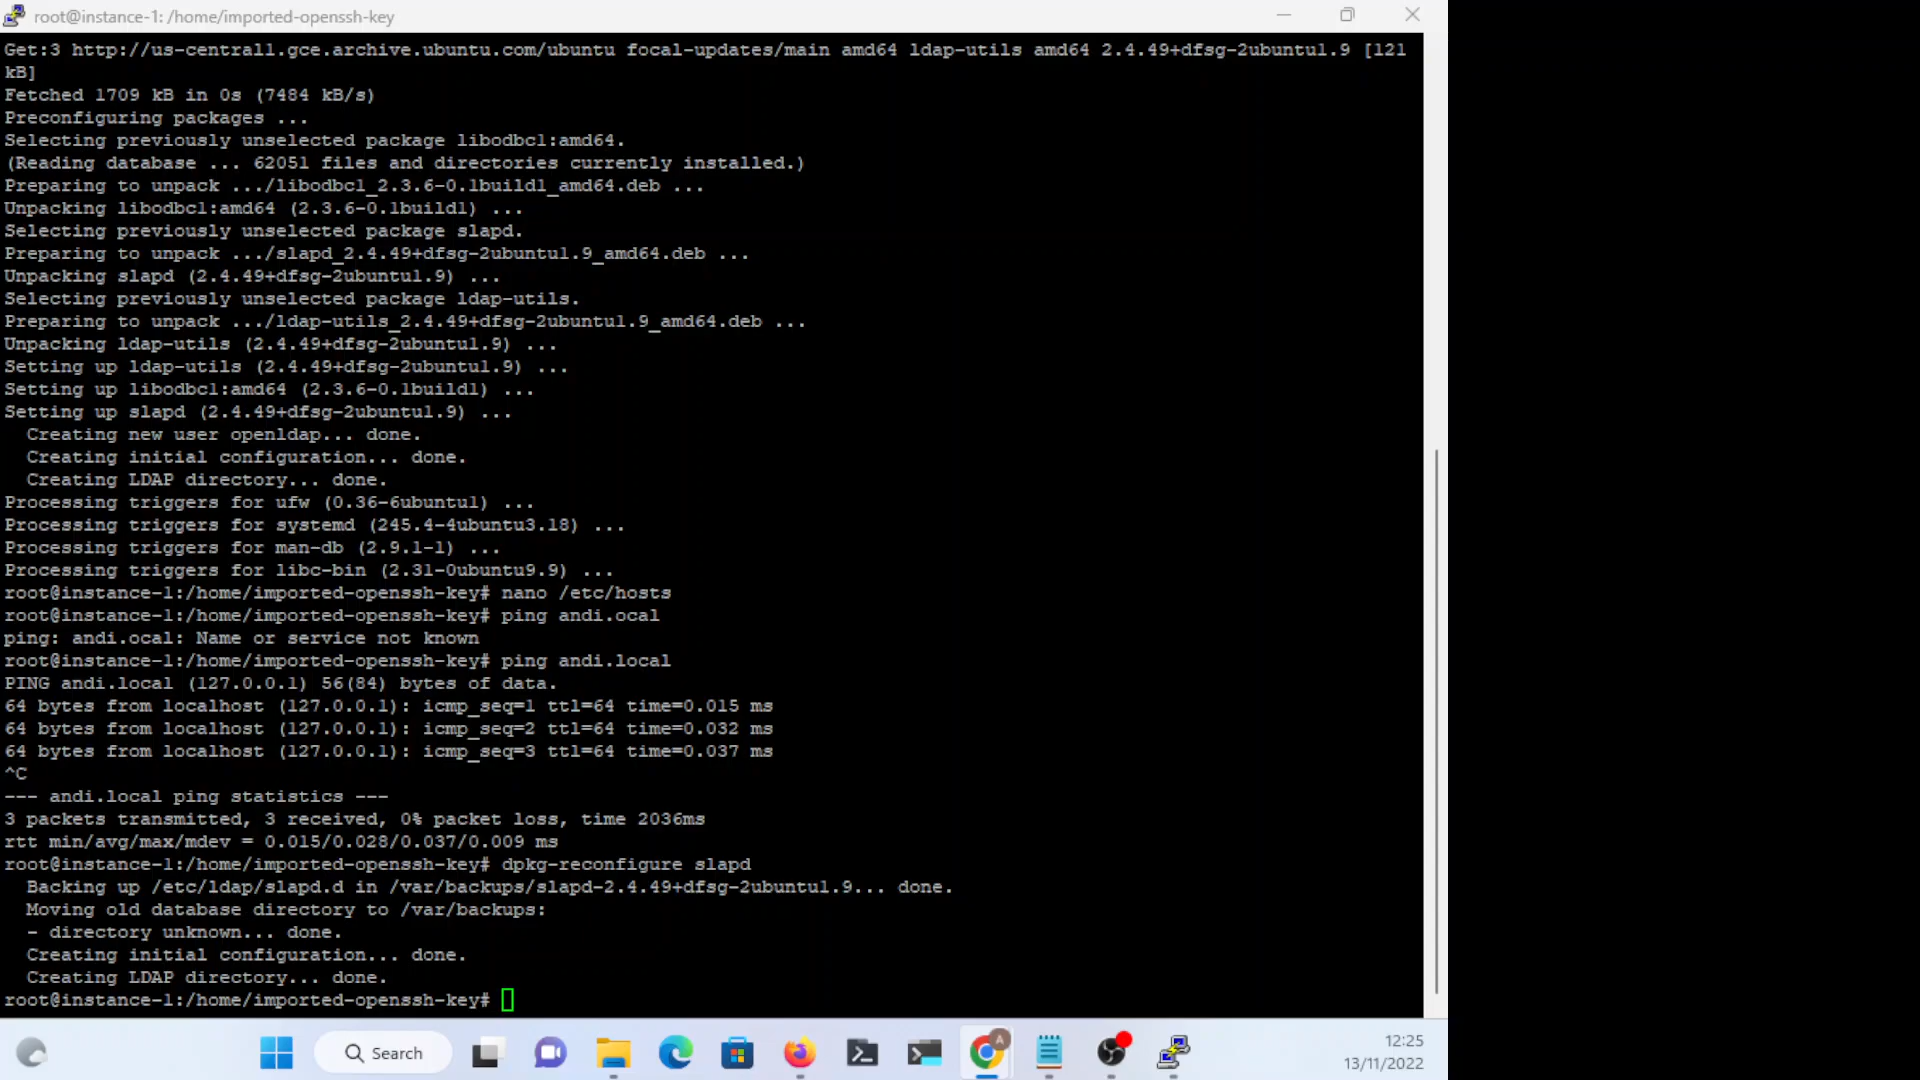 root@instance-1: /home/imported-openssh-key
Get:3 http://us-central1.gce.archive.ubuntu.com/ubuntu focal-updates/main amd64 ldap-utils amd64 2.4.49+dfsg-2ubuntu1.9 [121
kB]
Fetched 1709 kB in 0s (7484 kB/s)
Preconfiguring packages ...
Selecting previously unselected package libodbc1:amd64.
(Reading database ... 62051 files and directories currently installed.)
Preparing to unpack .../libodbc1_2.3.6-0.1build1_amd64.deb ...
Unpacking libodbc1:amd64 (2.3.6-0.1build1) ...
Selecting previously unselected package slapd.
Preparing to unpack .../slapd_2.4.49+dfsg-2ubuntu1.9_amd64.deb ...
Unpacking slapd (2.4.49+dfsg-2ubuntu1.9) ...
Selecting previously unselected package ldap-utils.
Preparing to unpack .../ldap-utils_2.4.49+dfsg-2ubuntu1.9_amd64.deb ...
Unpacking ldap-utils (2.4.49+dfsg-2ubuntu1.9) ...
Setting up ldap-utils (2.4.49+dfsg-2ubuntu1.9) ...
Setting up libodbc1:amd64 (2.3.6-0.1build1) ...
Setting up slapd (2.4.49+dfsg-2ubuntu1.9) ...
  Creating new user openldap... done.
  Creating initial configuration... done.
  Creating LDAP directory... done.
Processing triggers for ufw (0.36-6ubuntu1) ...
Processing triggers for systemd (245.4-4ubuntu3.18) ...
Processing triggers for man-db (2.9.1-1) ...
Processing triggers for libc-bin (2.31-0ubuntu9.9) ...
root@instance-1:/home/imported-openssh-key# nano /etc/hosts
root@instance-1:/home/imported-openssh-key# ping andi.ocal
ping: andi.ocal: Name or service not known
root@instance-1:/home/imported-openssh-key# ping andi.local
PING andi.local (127.0.0.1) 56(84) bytes of data.
64 bytes from localhost (127.0.0.1): icmp_seq=1 ttl=64 time=0.015 ms
64 bytes from localhost (127.0.0.1): icmp_seq=2 ttl=64 time=0.032 ms
64 bytes from localhost (127.0.0.1): icmp_seq=3 ttl=64 time=0.037 ms
^C
--- andi.local ping statistics ---
3 packets transmitted, 3 received, 0% packet loss, time 2036ms
rtt min/avg/max/mdev = 0.015/0.028/0.037/0.009 ms
root@instance-1:/home/imported-openssh-key# dpkg-reconfigure slapd
  Backing up /etc/ldap/slapd.d in /var/backups/slapd-2.4.49+dfsg-2ubuntu1.9... done.
  Moving old database directory to /var/backups:
  - directory unknown... done.
  Creating initial configuration... done.
  Creating LDAP directory... done.
root@instance-1:/home/imported-openssh-key#
Search
A
12:25
13/11/2022